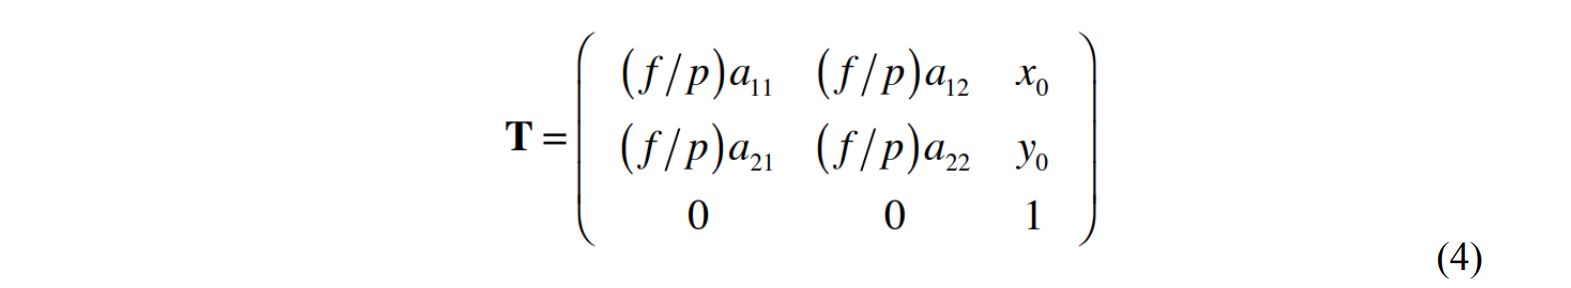 T = ( (f/p)a₁₁ (f/p)a₁₂ x₀
(f/p)a₂₁ (f/p)a₂₂ y₀
0 0 1 )
(4)